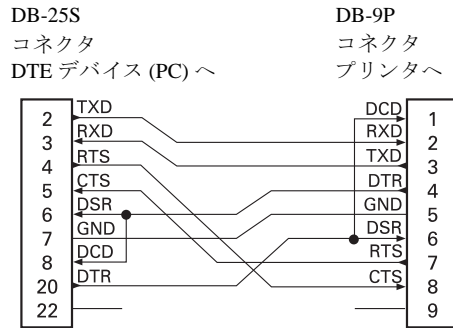 DB-25S
コネクタ
DTE デバイス (PC) へ
DB-9P
コネクタ
プリンタへ
2 TXD
3 RXD
4 RTS
5 CTS
6 DSR
7 GND
8 DCD
20 DTR
22
DCD 1
RXD 2
TXD 3
DTR 4
GND 5
DSR 6
RTS 7
CTS 8
9